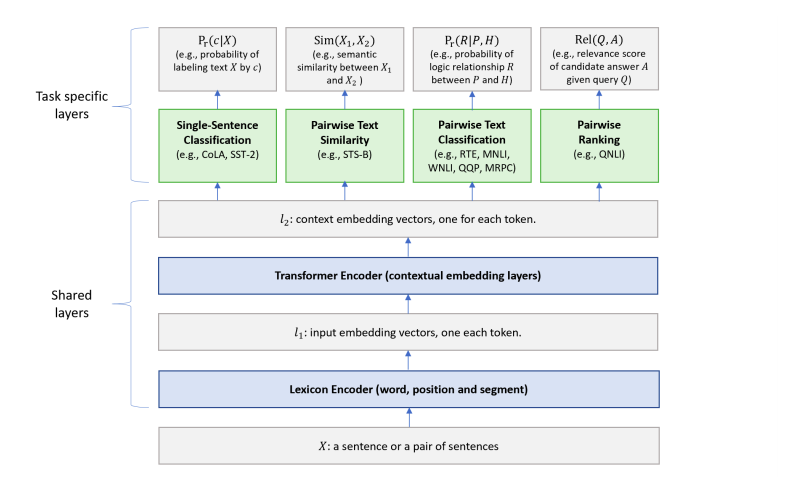 P_r(c|X)
(e.g., probability of
labeling text X by c)
Sim(X_1, X_2)
(e.g., semantic
similarity between X_1
and X_2 )
P_r(R|P, H)
(e.g., probability of
logic relationship R
between P and H)
Rel(Q, A)
(e.g., relevance score
of candidate answer A
given query Q)
Task specific
layers
Single-Sentence
Classification
(e.g., CoLA, SST-2)
Pairwise Text
Similarity
(e.g., STS-B)
Pairwise Text
Classification
(e.g., RTE, MNLI,
WNLI, QQP, MRPC)
Pairwise
Ranking
(e.g., QNLI)
l_2: context embedding vectors, one for each token.
Transformer Encoder (contextual embedding layers)
Shared
layers
l_1: input embedding vectors, one each token.
Lexicon Encoder (word, position and segment)
X: a sentence or a pair of sentences